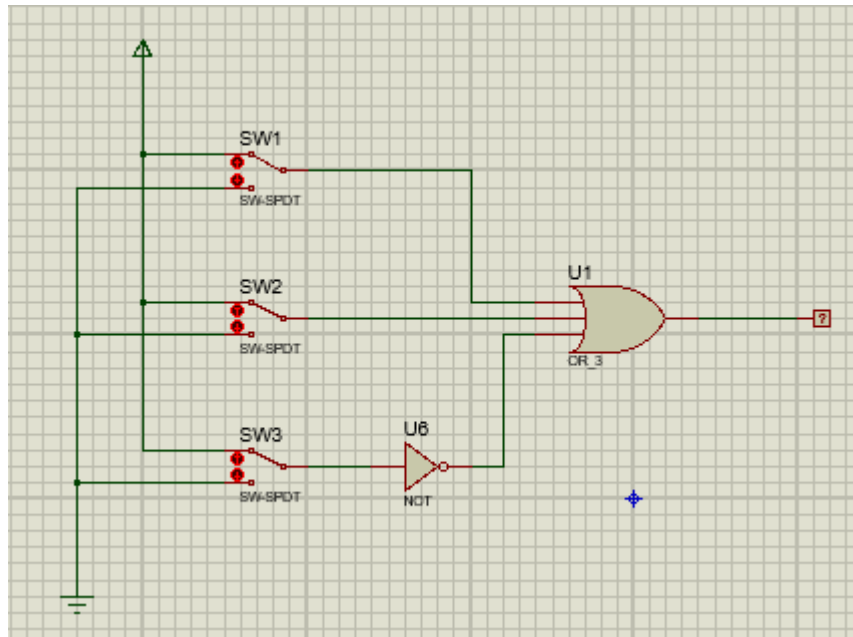 SW1
SW-SPDT
SW2
SW-SPDT
U1
?
OR_3
SW3
SW-SPDT
U6
NOT